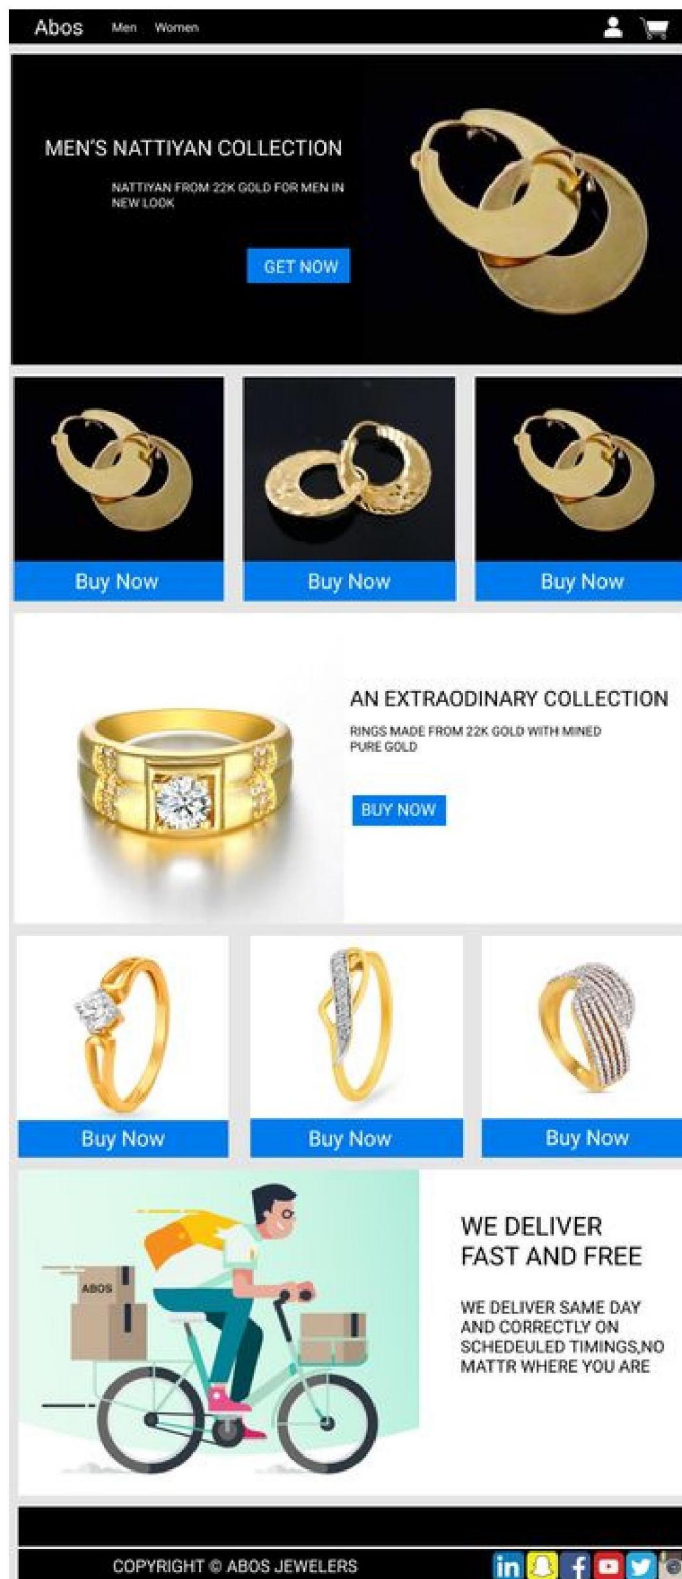 Abos Men Women
MEN'S NATTIYAN COLLECTION
NATTIYAN FROM 22K GOLD FOR MEN IN
NEW LOOK
GET NOW
Buy Now Buy Now Buy Now
AN EXTRAODINARY COLLECTION
RINGS MADE FROM 22K GOLD WITH MINED
PURE GOLD
BUY NOW
Buy Now Buy Now Buy Now
ABOS
WE DELIVER
FAST AND FREE
WE DELIVER SAME DAY
AND CORRECTLY ON
SCHEDEULED TIMINGS,NO
MATTR WHERE YOU ARE
COPYRIGHT © ABOS JEWELERS